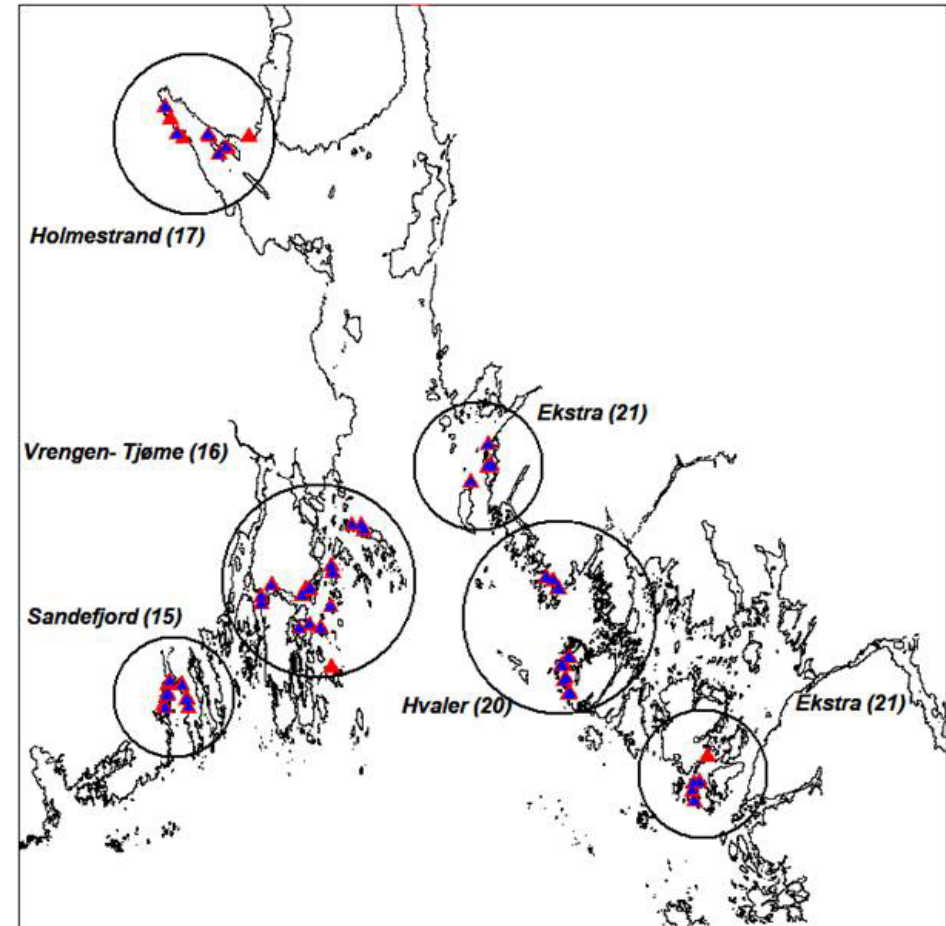 Holmestrand (17)
Ekstra (21)
Vrengen- Tjøme (16)
Sandefjord (15)
Hvaler (20)
Ekstra (21)